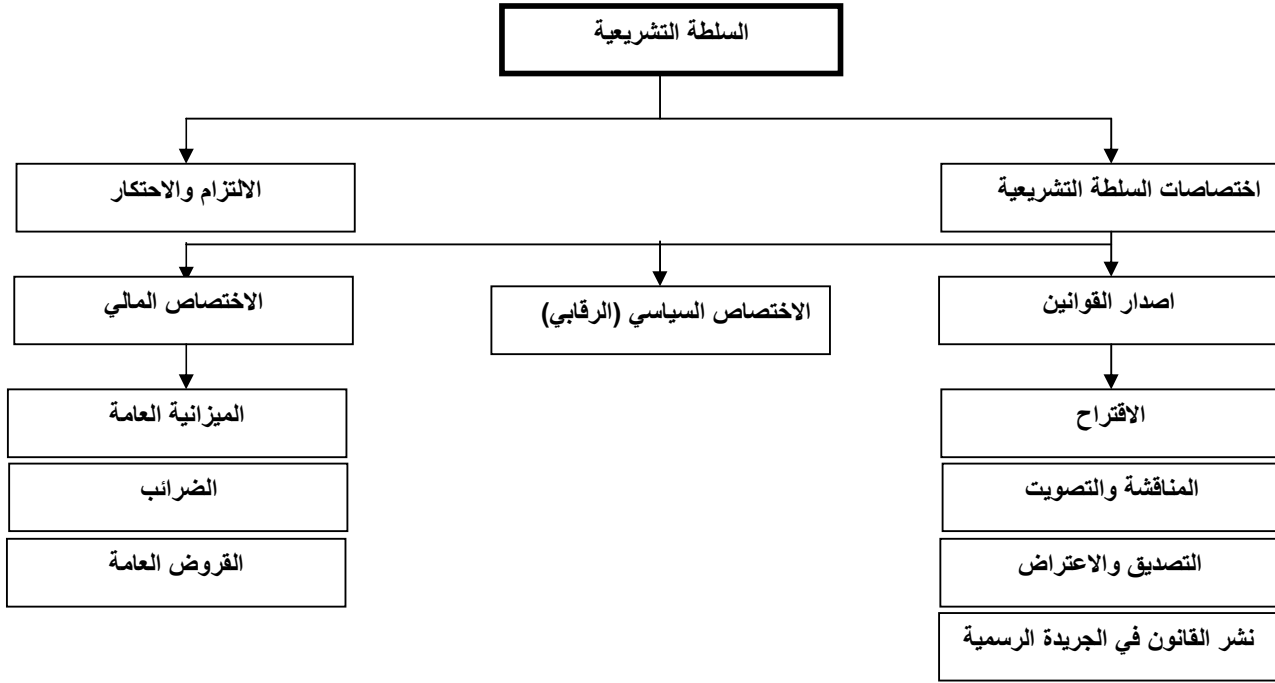 السلطة التشريعية
اختصاصات السلطة التشريعية
الالتزام والاحتكار
اصدار القوانين
الاختصاص السياسي (الرقابي)
الاختصاص المالي
الاقتراح
المناقشة والتصويت
التصديق والاعتراض
نشر القانون في الجريدة الرسمية
الميزانية العامة
الضرائب
القروض العامة